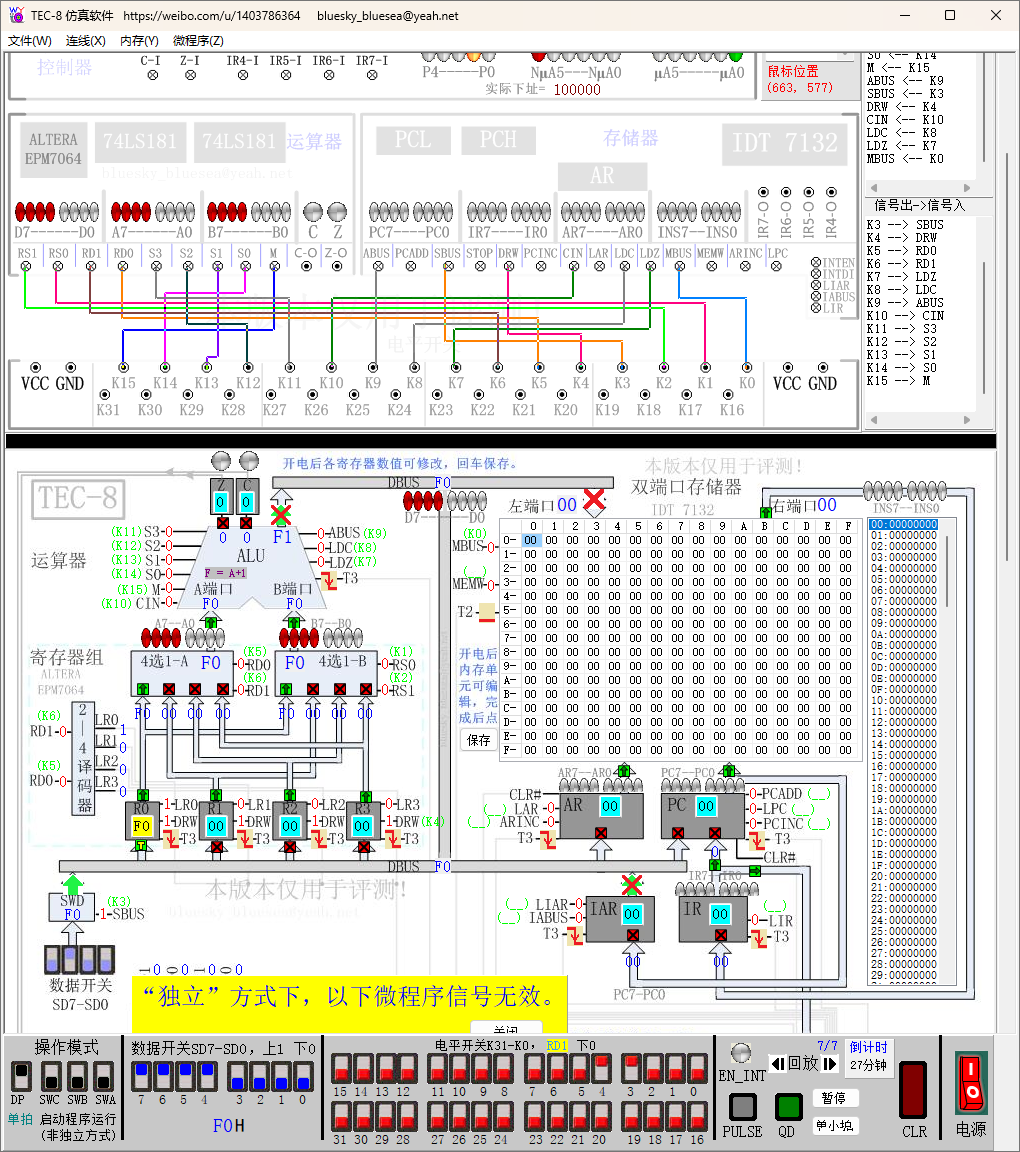 TEC-8 仿真软件 https://weibo.com/u/1403786364 bluesky_bluesea@yeah.net
文件(W) 连线(X) 内存(Y) 微程序(Z)
控制器
C-I Z-I IR4-I IR5-I IR6-I IR7-I
P4-----P0 NμA5---NμA0 μA5------μA0
实际下址= 100000
鼠标位置
(663, 577)
S0 <-- K14
M <-- K15
ABUS <-- K9
SBUS <-- K3
DRW <-- K4
CIN <-- K10
LDC <-- K8
LDZ <-- K7
MBUS <-- K0
信号出->信号入
K3 --> SBUS
K4 --> DRW
K5 --> RD0
K6 --> RD1
K7 --> LDZ
K8 --> LDC
K9 --> ABUS
K10 --> CIN
K11 --> S3
K12 --> S2
K13 --> S1
K14 --> S0
K15 --> M
ALTERA
EPM7064
74LS181 74LS181 运算器
PCL PCH 存储器 IDT 7132
AR
bluesky_bluesea@yeah.net
D7------D0 A7------A0 B7------B0 C Z
PC7----PC0 IR7----IR0 AR7----AR0 INS7--INS0
IR7-O IR6-O IR5-O IR4-O
RS1 RS0 RD1 RD0 S3 S2 S1 S0 M C-O Z-O
ABUS PCADD SBUS STOP DRW PCINC CIN LAR LDC LDZ MBUS MEMW ARINC LPC
INTEN
INTDI
LIAR
IABUS
LIR
VCC GND K15 K14 K13 K12 K11 K10 K9 K8 K7 K6 K5 K4 K3 K2 K1 K0 VCC GND
K31 K30 K29 K28 K27 K26 K25 K24 K23 K22 K21 K20 K19 K18 K17 K16
开电后各寄存器数值可修改，回车保存。
本版本仅用于评测!
TEC-8
Z C
0 0
DBUS F0
D7------D0
双端口存储器
IDT 7132
左端口00
右端口00
INS7--INS0
运算器
(K11) S3-0
(K12) S2-0
(K13) S1-0
(K14) S0-0
(K15) M-0
(K10) CIN-0
0 0 F1
ALU
F = A+1
A端口 B端口
F0 F0
0-ABUS (K9)
0-LDC (K8)
0-LDZ (K7)
T3
(K0)
MBUS-0
(__)
MEMW-0
T2
开电后
内存单
元可编
辑，完
成后点
保存
0 1 2 3 4 5 6 7 8 9 A B C D E F
0- 00 00 00 00 00 00 00 00 00 00 00 00 00 00 00 00
1- 00 00 00 00 00 00 00 00 00 00 00 00 00 00 00 00
2- 00 00 00 00 00 00 00 00 00 00 00 00 00 00 00 00
3- 00 00 00 00 00 00 00 00 00 00 00 00 00 00 00 00
4- 00 00 00 00 00 00 00 00 00 00 00 00 00 00 00 00
5- 00 00 00 00 00 00 00 00 00 00 00 00 00 00 00 00
6- 00 00 00 00 00 00 00 00 00 00 00 00 00 00 00 00
7- 00 00 00 00 00 00 00 00 00 00 00 00 00 00 00 00
8- 00 00 00 00 00 00 00 00 00 00 00 00 00 00 00 00
9- 00 00 00 00 00 00 00 00 00 00 00 00 00 00 00 00
A- 00 00 00 00 00 00 00 00 00 00 00 00 00 00 00 00
B- 00 00 00 00 00 00 00 00 00 00 00 00 00 00 00 00
C- 00 00 00 00 00 00 00 00 00 00 00 00 00 00 00 00
D- 00 00 00 00 00 00 00 00 00 00 00 00 00 00 00 00
E- 00 00 00 00 00 00 00 00 00 00 00 00 00 00 00 00
F- 00 00 00 00 00 00 00 00 00 00 00 00 00 00 00 00
00:00000000
01:00000000
02:00000000
03:00000000
04:00000000
05:00000000
06:00000000
07:00000000
08:00000000
09:00000000
0A:00000000
0B:00000000
0C:00000000
0D:00000000
0E:00000000
0F:00000000
10:00000000
11:00000000
12:00000000
13:00000000
14:00000000
15:00000000
16:00000000
17:00000000
18:00000000
19:00000000
1A:00000000
1B:00000000
1C:00000000
1D:00000000
1E:00000000
1F:00000000
20:00000000
21:00000000
22:00000000
23:00000000
24:00000000
25:00000000
26:00000000
27:00000000
28:00000000
29:00000000
A7--A0 B7--B0
寄存器组
ALTERA
EPM7064
4选1-A F0 F0 4选1-B
(K5)
0-RD0
(K6)
0-RD1
(K1)
0-RS0
(K2)
0-RS1
F0 00 00 00 F0 00 00 00
(K6)
RD1-0
(K5)
RD0-0
2—4译码器
LR0 1
LR1 0
LR2 0
LR3 0
R0 F0 1-LR0 1-DRW T3
R1 00 0-LR1 1-DRW T3
R2 00 0-LR2 1-DRW T3
R3 00 0-LR3 1-DRW (K4) T3
AR7--AR0 PC7--PC0
CLR#
(__) LAR-0
(__) ARINC-0
T3
AR 00
PC 00
0-PCADD (__)
0-LPC (__)
0-PCINC (__)
T3
CLR#
DBUS F0
本版本仅用于评测!
bluesky_bluesea@yeah.net
SWD
F0
(K3)
1-SBUS
IR7--IR0
(__) LIAR-0
(__) IABUS-0
T3
IAR 00
IR 00
(__)
0-LIR
T3
00 00
PC7-PC0
数据开关
SD7-SD0
“独立”方式下，以下微程序信号无效。
关闭
操作模式
DP SWC SWB SWA
单拍 启动程序运行
(非独立方式)
数据开关SD7-SD0，上1 下0
7 6 5 4 3 2 1 0
F0H
电平开关K31-K0， RD1 下0
15 14 13 12 11 10 9 8 7 6 5 4 3 2 1 0
31 30 29 28 27 26 25 24 23 22 21 20 19 18 17 16
EN_INT
7/7
回放
倒计时
27分钟
暂停
单小垝
PULSE QD CLR
电源